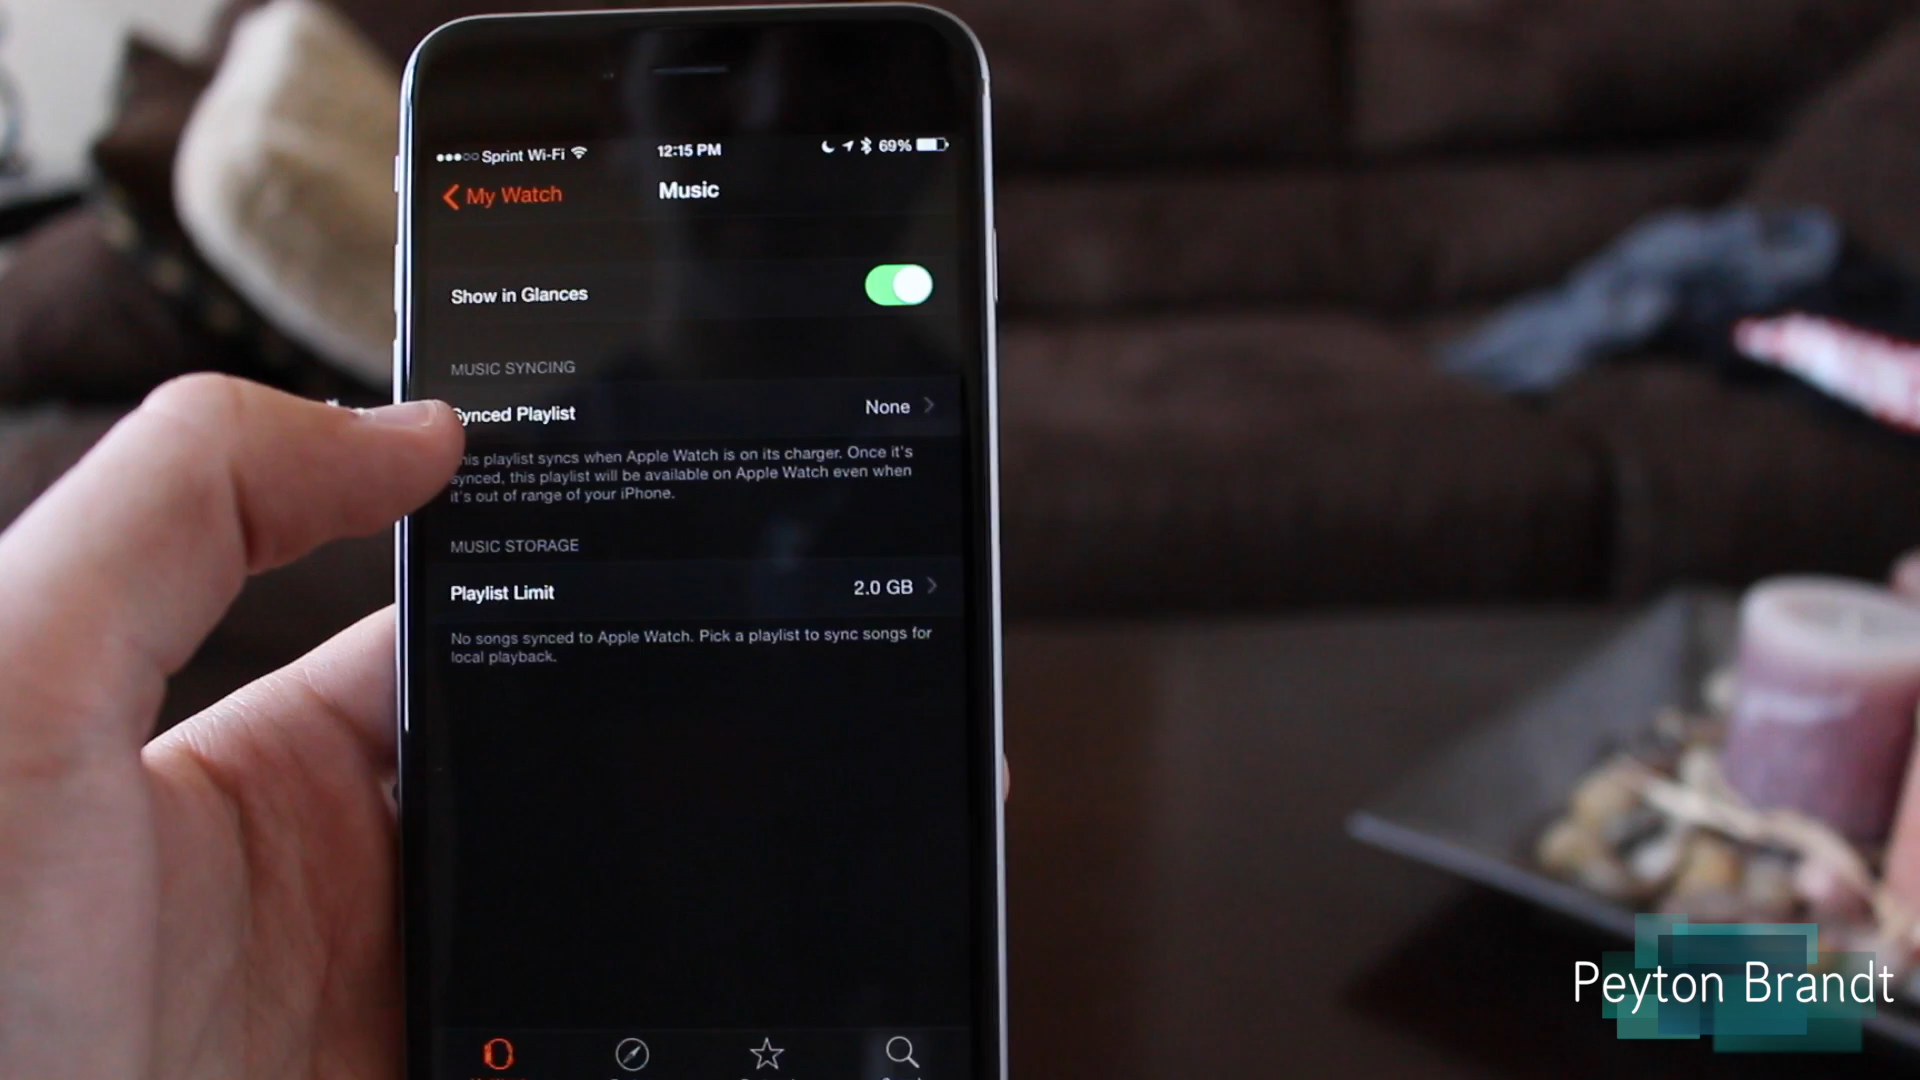 Sprint Wi-Fi 12:15 PM 69%
My Watch Music
Show in Glances
MUSIC SYNCING
Synced Playlist None
This playlist syncs when Apple Watch is on its charger. Once it's
synced, this playlist will be available on Apple Watch even when
it's out of range of your iPhone.
MUSIC STORAGE
Playlist Limit 2.0 GB
No songs synced to Apple Watch. Pick a playlist to sync songs for
local playback.
Peyton Brandt